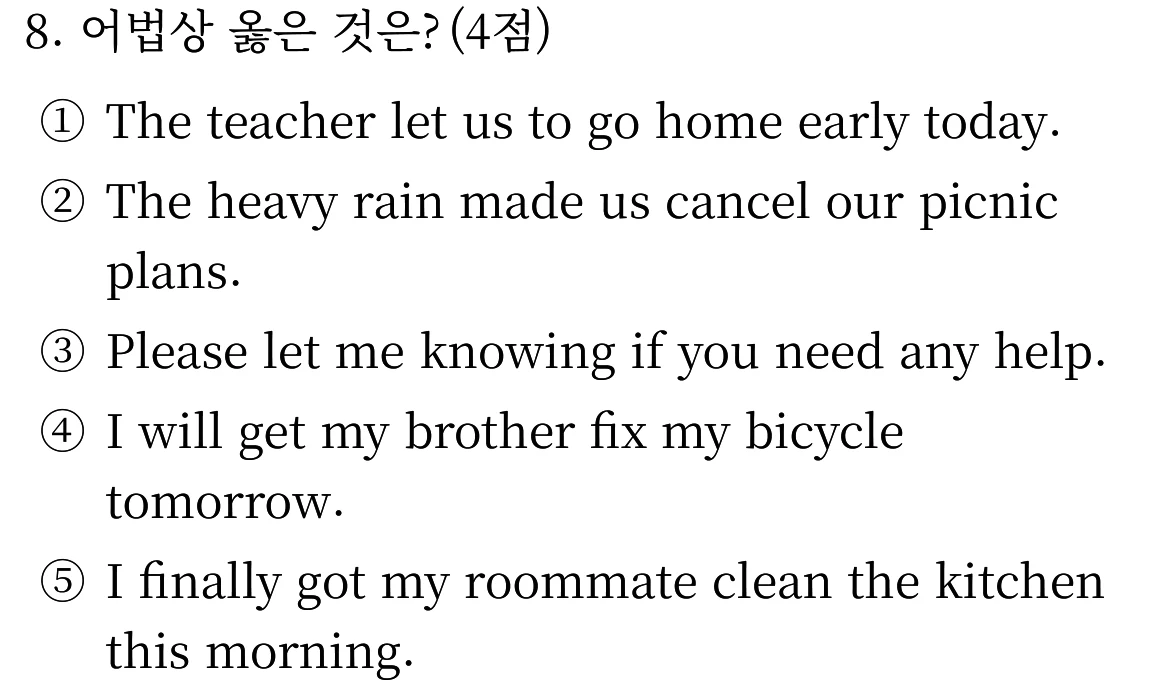 8. 어법상 옳은 것은? (4점)
① The teacher let us to go home early today.
② The heavy rain made us cancel our picnic
plans.
③ Please let me knowing if you need any help.
④ I will get my brother fix my bicycle
tomorrow.
⑤ I finally got my roommate clean the kitchen
this morning.